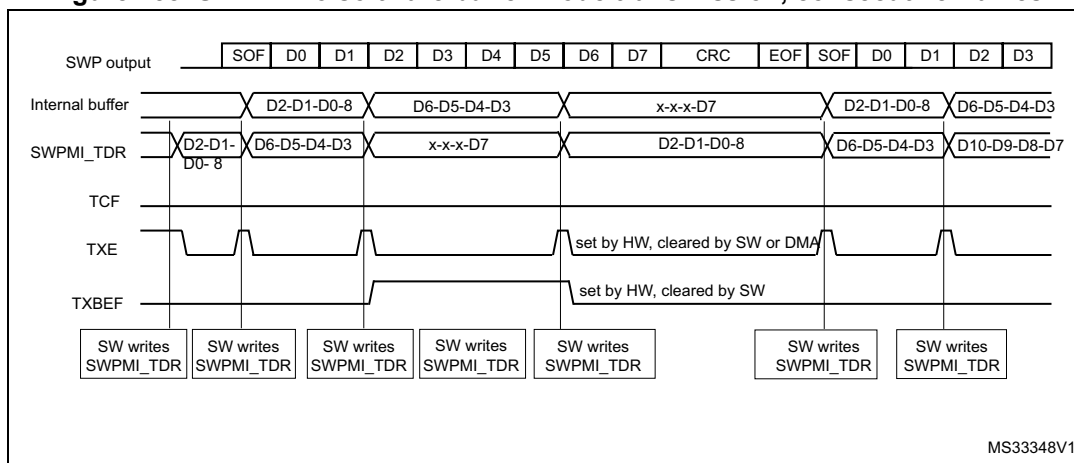 SWP output
SOF D0 D1 D2 D3 D4 D5 D6 D7 CRC EOF SOF D0 D1 D2 D3
Internal buffer
D2-D1-D0-8 D6-D5-D4-D3 x-x-x-D7 D2-D1-D0-8 D6-D5-D4-D3
SWPMI_TDR
D2-D1-
D0- 8
D6-D5-D4-D3 x-x-x-D7 D2-D1-D0-8 D6-D5-D4-D3 D10-D9-D8-D7
TCF
TXE
set by HW, cleared by SW or DMA
TXBEF
set by HW, cleared by SW
SW writes
SWPMI_TDR
SW writes
SWPMI_TDR
SW writes
SWPMI_TDR
SW writes
SWPMI_TDR
SW writes
SWPMI_TDR
SW writes
SWPMI_TDR
SW writes
SWPMI_TDR
MS33348V1